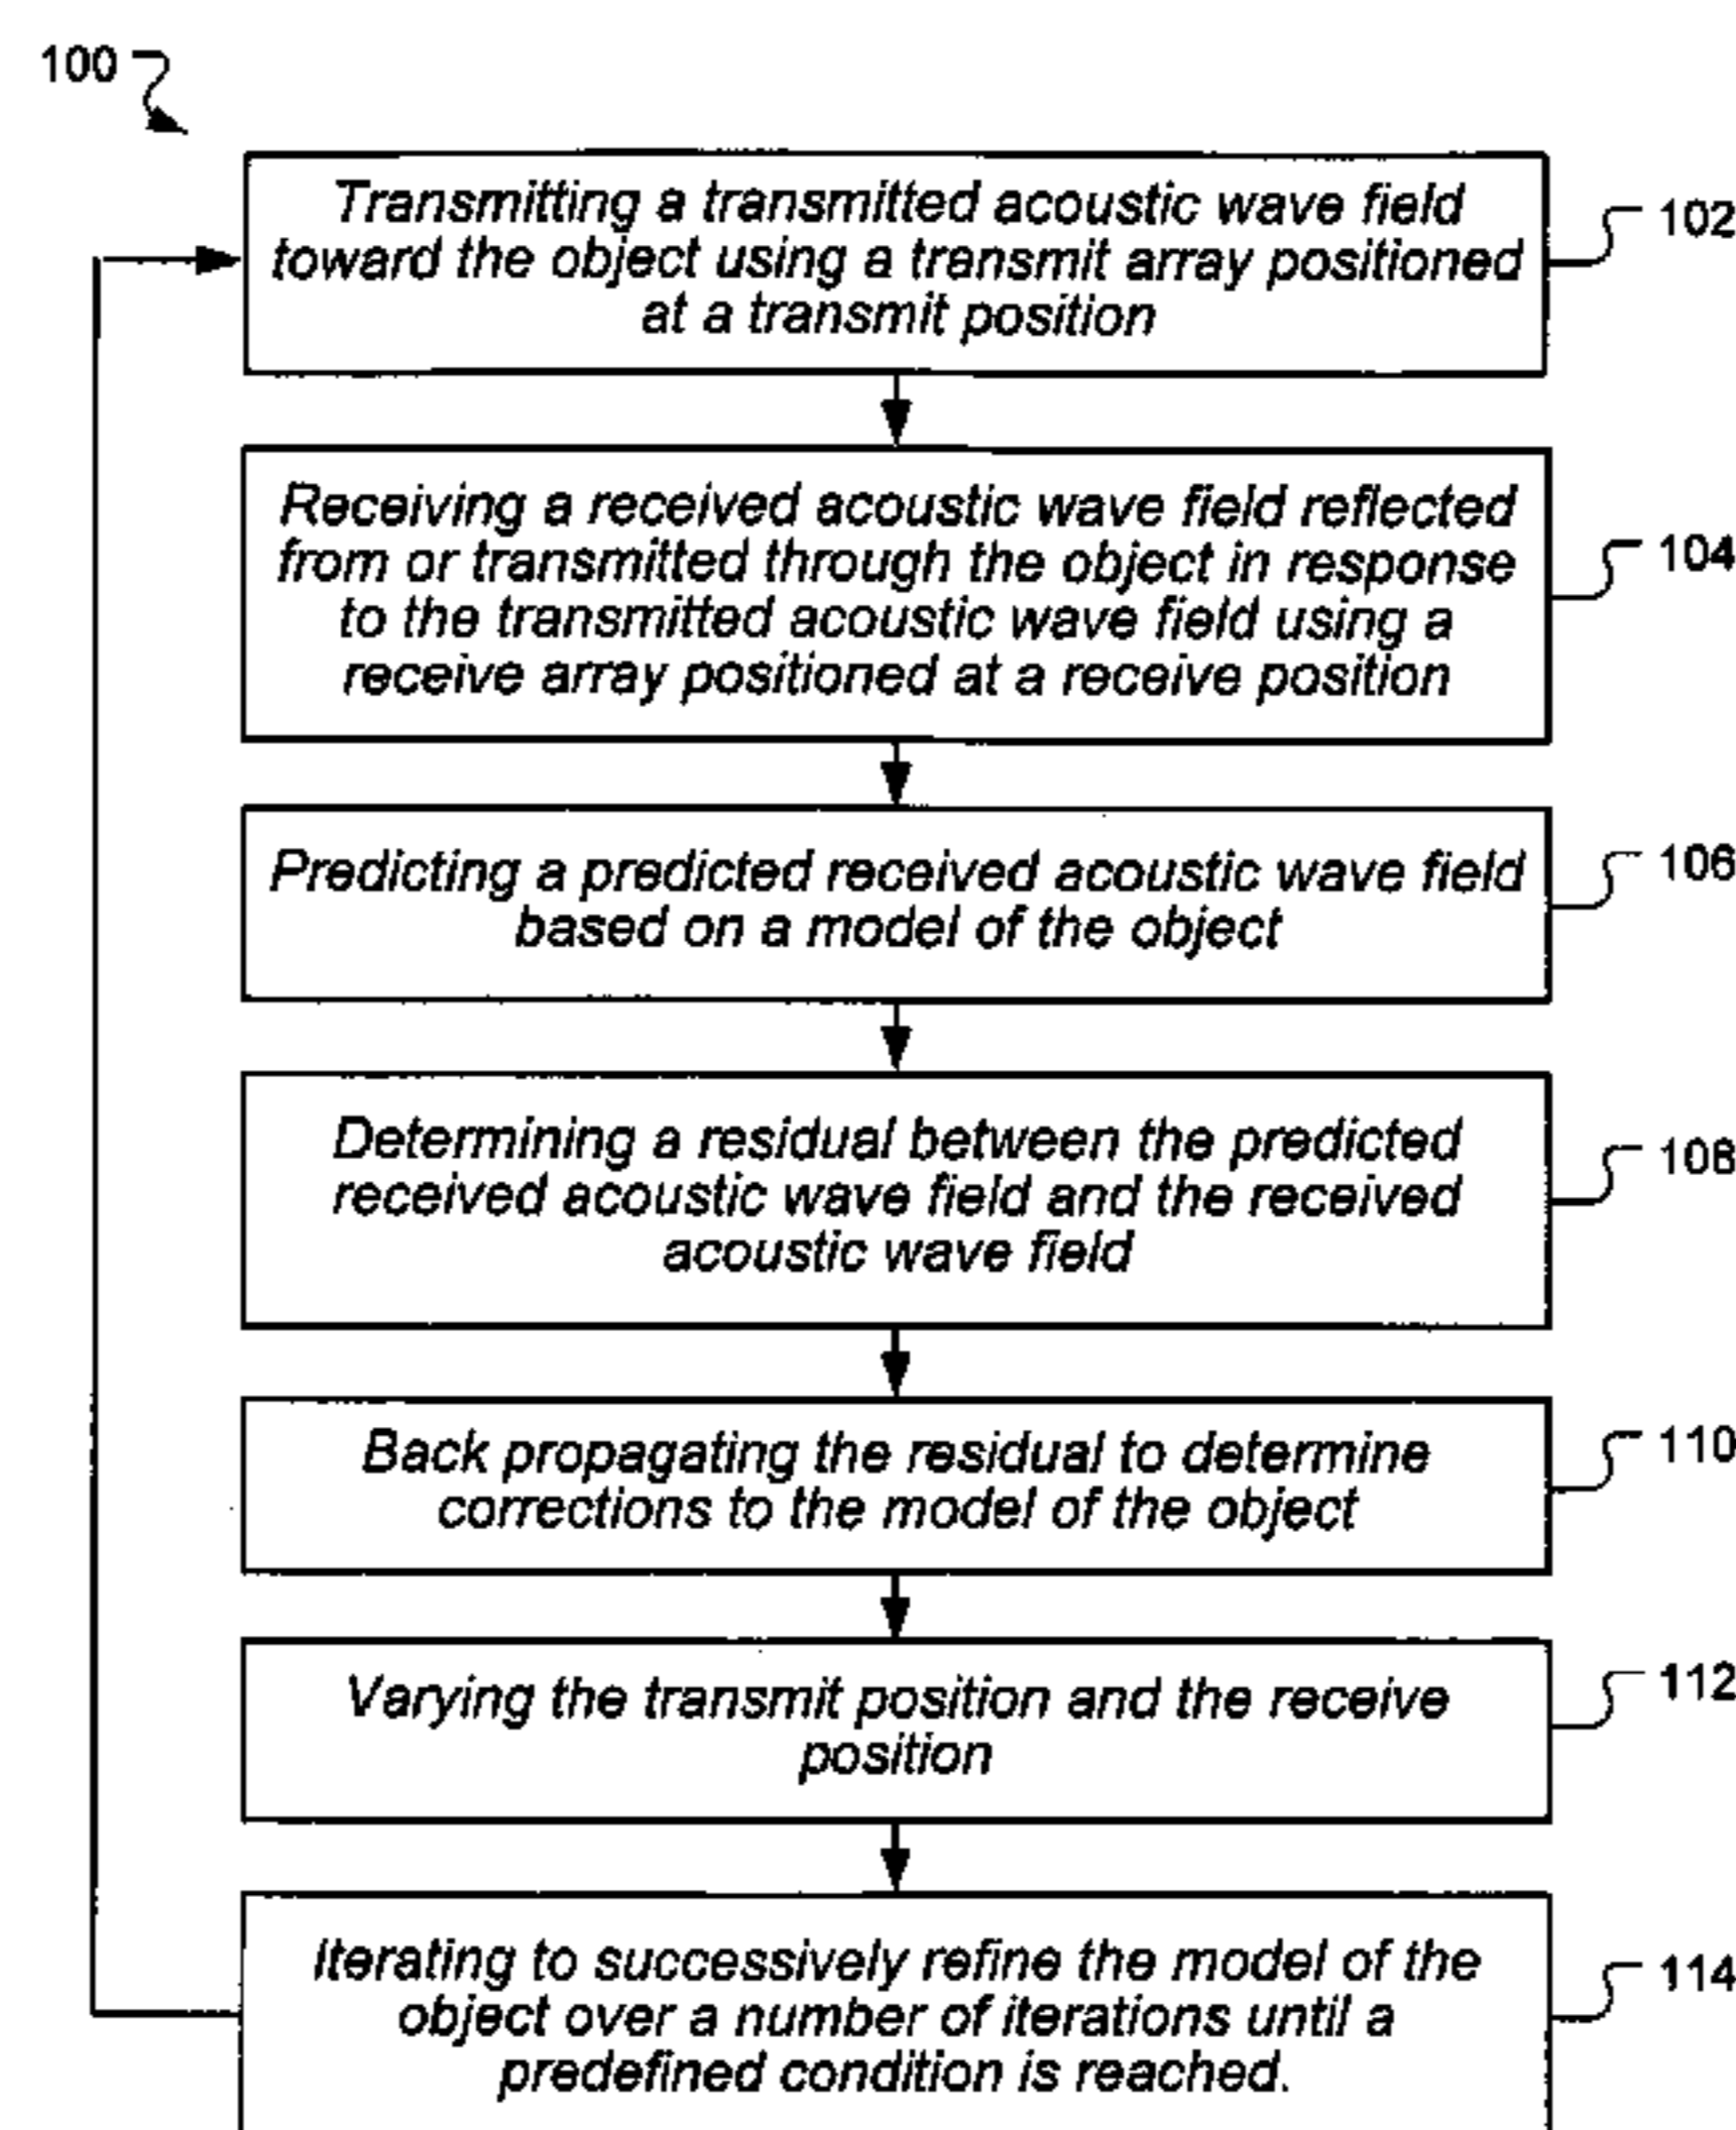 100
Transmitting a transmitted acoustic wave field
toward the object using a transmit array positioned
at a transmit position
102
Receiving a received acoustic wave field reflected
from or transmitted through the object in response
to the transmitted acoustic wave field using a
receive array positioned at a receive position
104
Predicting a predicted received acoustic wave field
based on a model of the object
106
Determining a residual between the predicted
received acoustic wave field and the received
acoustic wave field
108
Back propagating the residual to determine
corrections to the model of the object
110
Varying the transmit position and the receive
position
112
Iterating to successively refine the model of the
object over a number of iterations until a
predefined condition is reached.
114